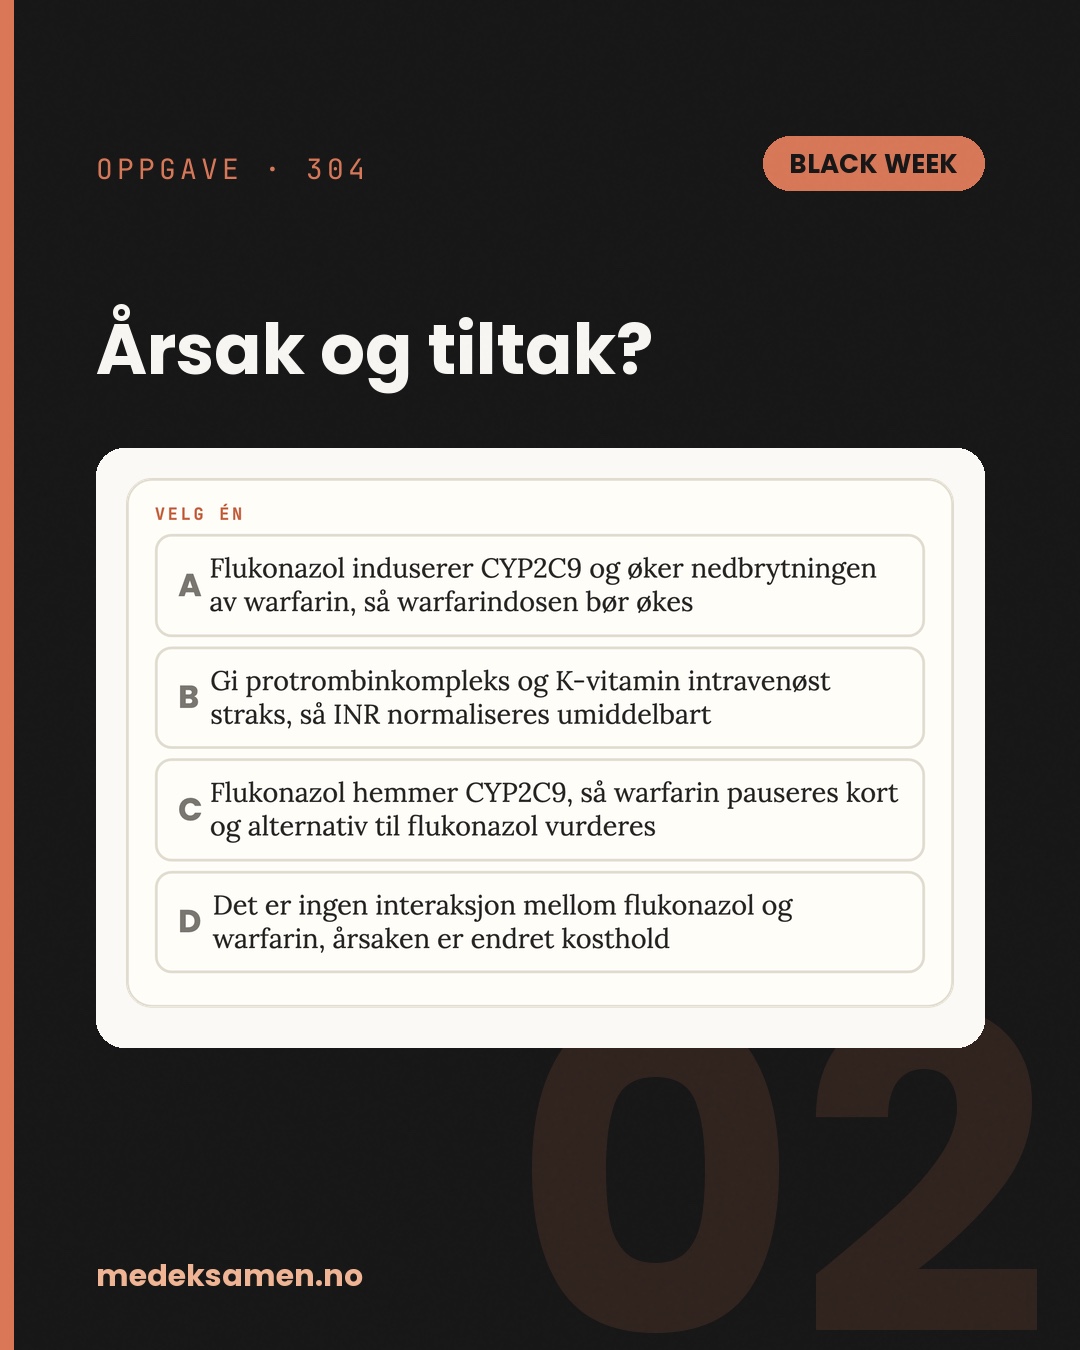 OPPGAVE · 304
BLACK WEEK
Årsak og tiltak?
VELG ÉN
A Flukonazol induserer CYP2C9 og øker nedbrytningen
av warfarin, så warfarindosen bør økes
B Gi protrombinkompleks og K-vitamin intravenøst
straks, så INR normaliseres umiddelbart
C Flukonazol hemmer CYP2C9, så warfarin pauseres kort
og alternativ til flukonazol vurderes
D Det er ingen interaksjon mellom flukonazol og
warfarin, årsaken er endret kosthold
02
medeksamen.no